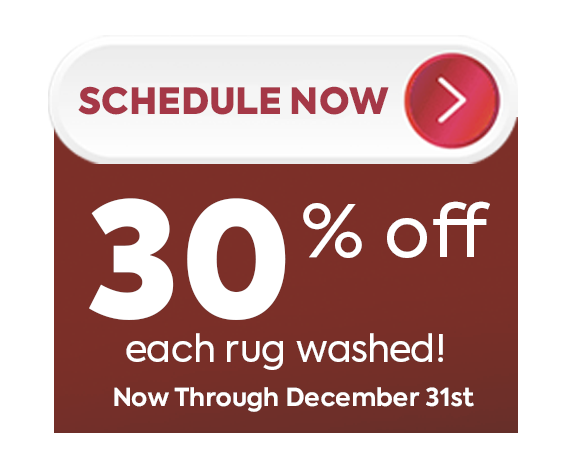 SCHEDULE NOW
30% off
each rug washed!
Now Through December 31st